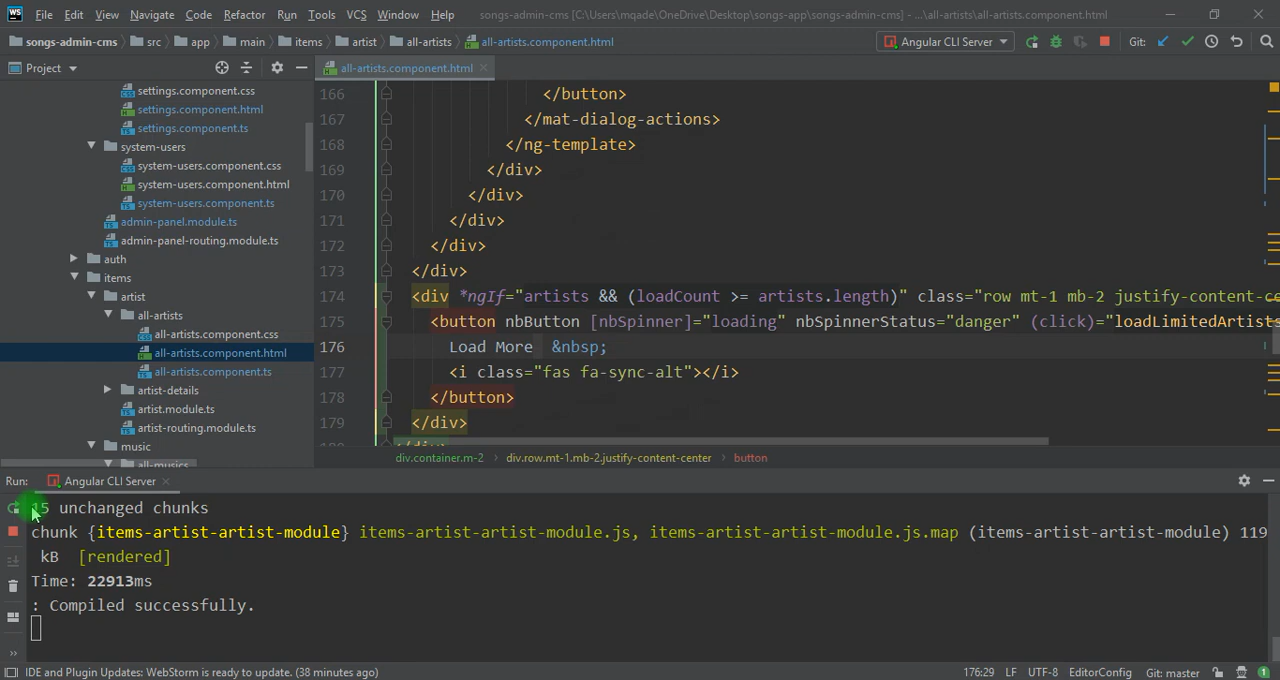 File Edit View Navigate Code Refactor Run Tools VCS Window Help songs-admin-cms [C:\Users\mqade\OneDrive\Desktop\songs-app\songs-admin-cms] - ...\all-artists\all-artists.component.html
songs-admin-cms src app main items artist all-artists all-artists.component.html Angular CLI Server Git:
Project all-artists.component.html
settings.component.css
settings.component.html
settings.component.ts
system-users
system-users.component.css
system-users.component.html
system-users.component.ts
admin-panel.module.ts
admin-panel-routing.module.ts
auth
items
artist
all-artists
all-artists.component.css
all-artists.component.html
all-artists.component.ts
artist-details
artist.module.ts
artist-routing.module.ts
music
all-musics
166 </button>
167 </mat-dialog-actions>
168 </ng-template>
169 </div>
170 </div>
171 </div>
172 </div>
173 </div>
174 <div *ngIf="artists && (loadCount >= artists.length)" class="row mt-1 mb-2 justify-content-ce
175 <button nbButton [nbSpinner]="loading" nbSpinnerStatus="danger" (click)="loadLimitedArtists
176 Load More &nbsp;
177 <i class="fas fa-sync-alt"></i>
178 </button>
179 </div>
180 </div>
div.container.m-2 div.row.mt-1.mb-2.justify-content-center button
Run: Angular CLI Server
15 unchanged chunks
chunk {items-artist-artist-module} items-artist-artist-module.js, items-artist-artist-module.js.map (items-artist-artist-module) 119
kB [rendered]
Time: 22913ms
: Compiled successfully.
IDE and Plugin Updates: WebStorm is ready to update. (38 minutes ago) 176:29 LF UTF-8 EditorConfig Git: master 1